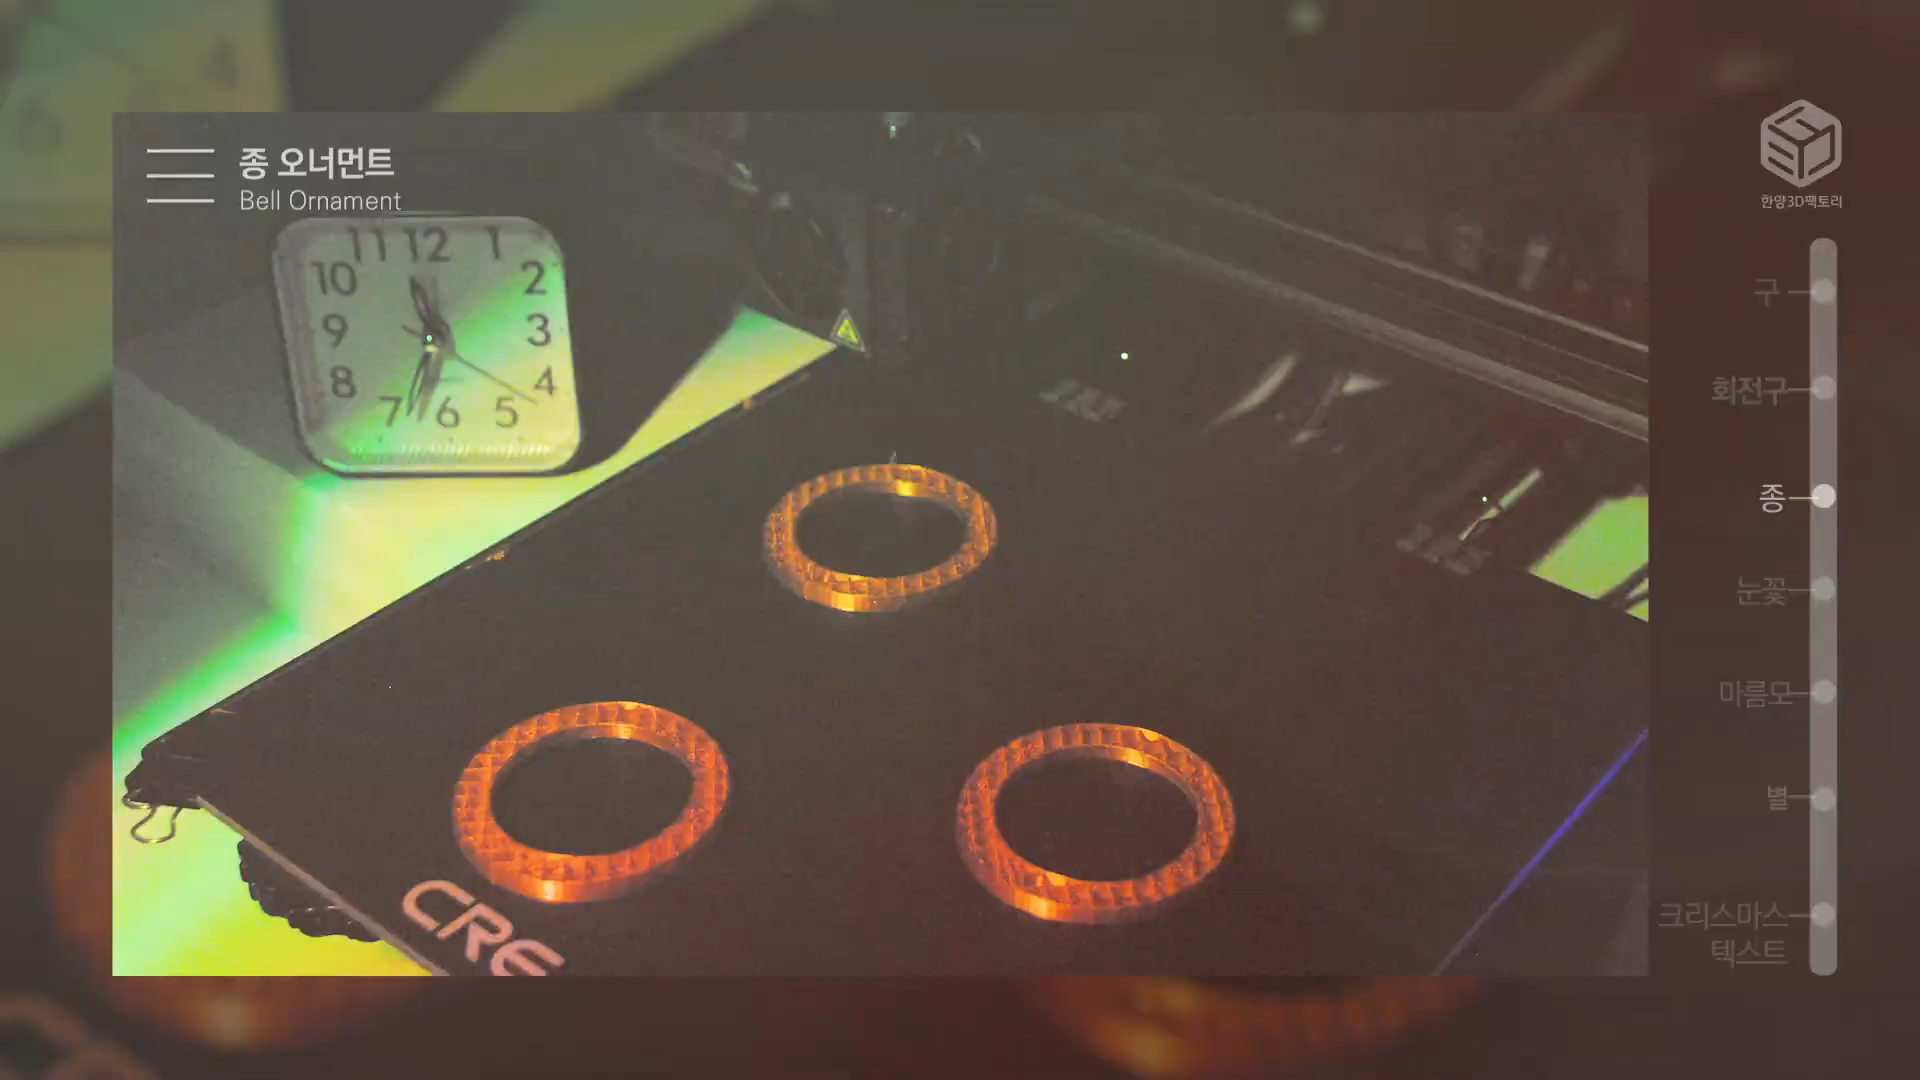 종 오너먼트
Bell Ornament
한양3D팩토리
11 12 1
10 2
9 3
8 4
7 6 5
구
회전구
종
눈꽃
마름모
별
크리스마스
텍스트
CRE